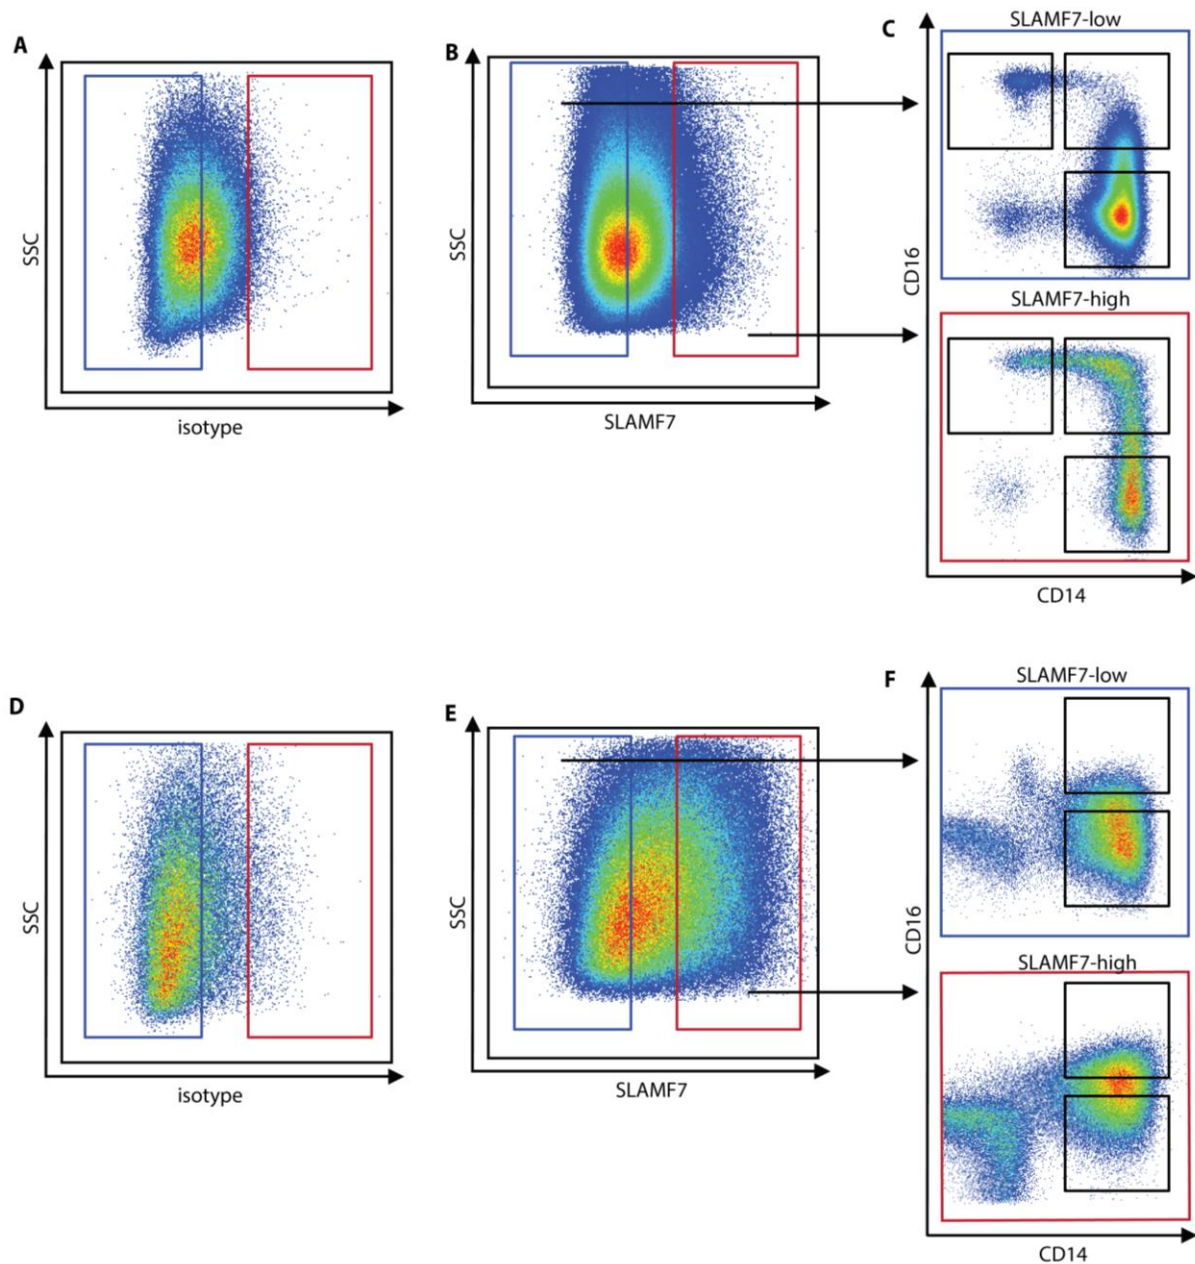 A
SSC
isotype
B
SSC
SLAMF7
C
SLAMF7-low
CD16
SLAMF7-high
CD14
D
SSC
isotype
E
SSC
SLAMF7
F
SLAMF7-low
CD16
SLAMF7-high
CD14